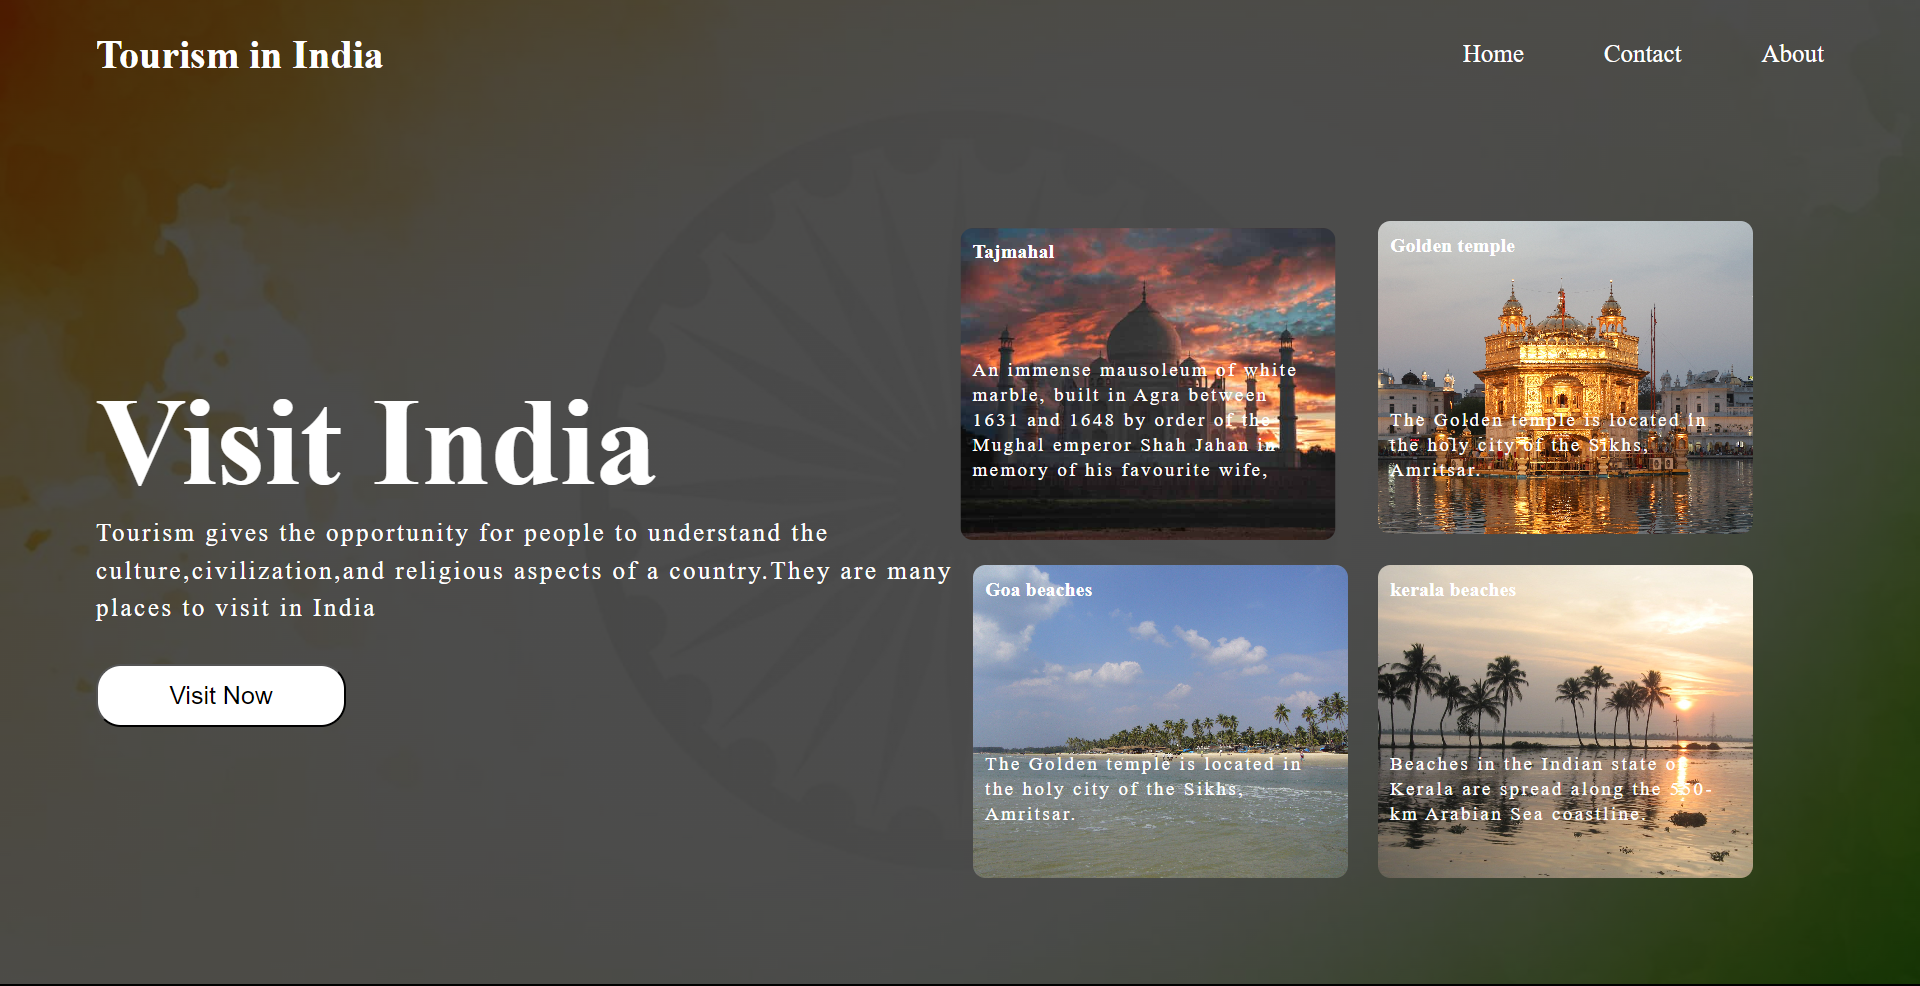 Tourism in India
Home
Contact
About
Visit India
Tourism gives the opportunity for people to understand the
culture,civilization,and religious aspects of a country.They are many
places to visit in India
Visit Now
Tajmahal
An immense mausoleum of white
marble, built in Agra between
1631 and 1648 by order of the
Mughal emperor Shah Jahan in
memory of his favourite wife,
Golden temple
The Golden temple is located in
the holy city of the Sikhs,
Amritsar.
Goa beaches
The Golden temple is located in
the holy city of the Sikhs,
Amritsar.
kerala beaches
Beaches in the Indian state of
Kerala are spread along the 550-
km Arabian Sea coastline.